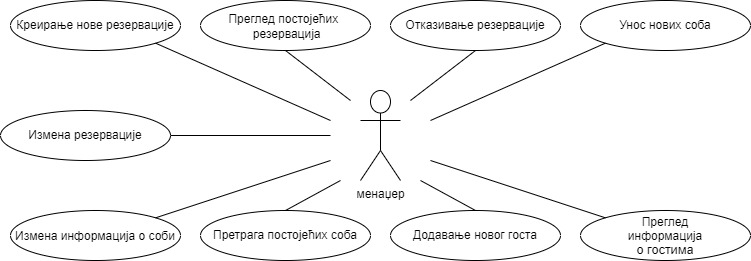 Креирање нове резервације
Преглед постојећих
резервација
Отказивање резервације
Унос нових соба
Измена резервације
менаџер
Измена информација о соби
Претрага постојећих соба
Додавање новог госта
Преглед
информација
о гостима